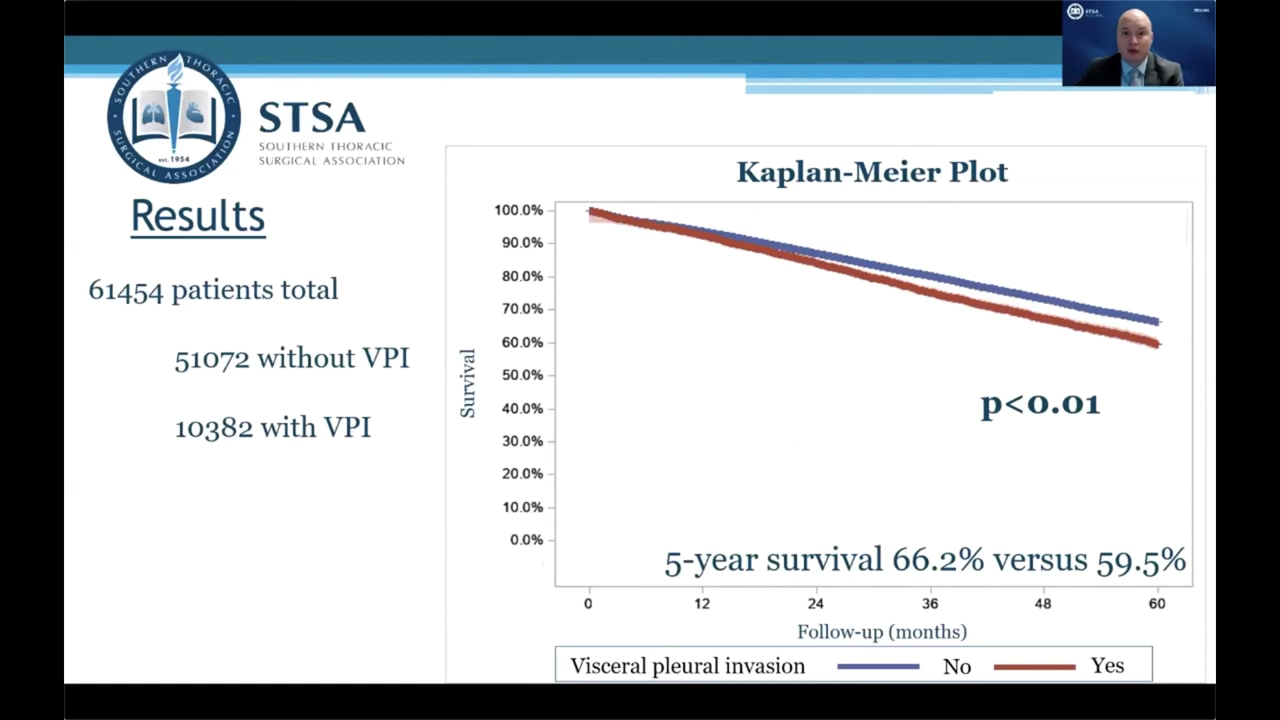 STSA
SOUTHERN THORACIC
SURGICAL ASSOCIATION
SOUTHERN THORACIC SURGICAL ASSOCIATION
EST. 1954
STSA
Results
61454 patients total
51072 without VPI
10382 with VPI
Kaplan-Meier Plot
100.0%
90.0%
80.0%
70.0%
60.0%
50.0%
40.0%
30.0%
20.0%
10.0%
0.0%
Survival
p<0.01
5-year survival 66.2% versus 59.5%
0 12 24 36 48 60
Follow-up (months)
Visceral pleural invasion No Yes